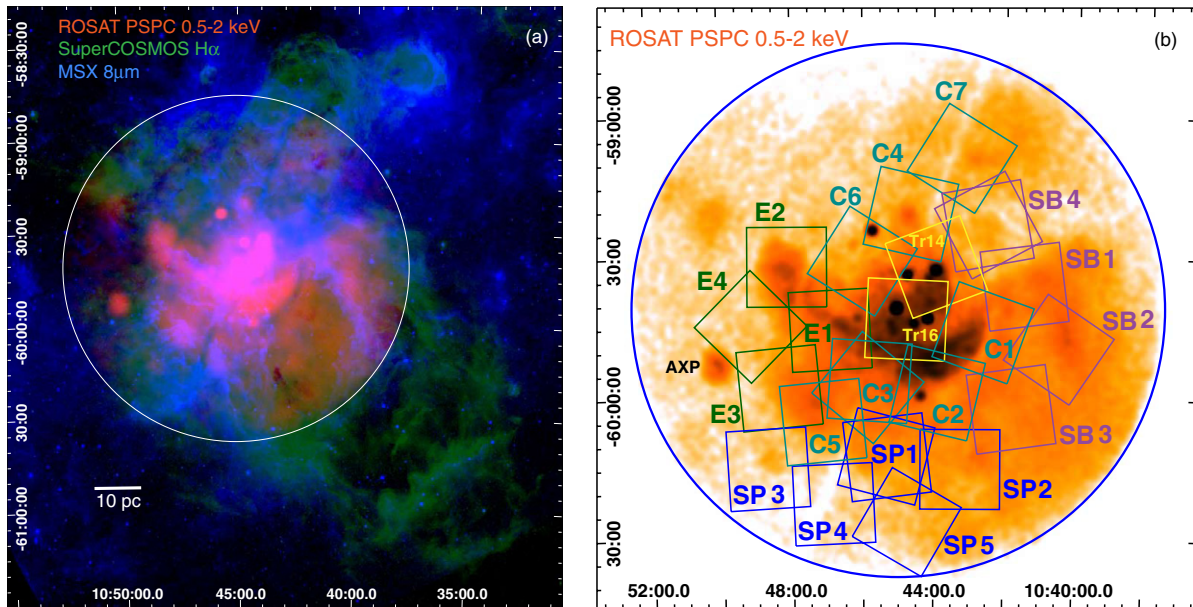 ROSAT PSPC 0.5-2 keV
SuperCOSMOS Hα
MSX 8μm
(a)
-58:30:00
-59:00:00
30:00
-60:00:00
30:00
-61:00:00
10 pc
10:50:00.0
45:00.0
40:00.0
35:00.0
ROSAT PSPC 0.5-2 keV
(b)
-59:00:00
30:00
-60:00:00
30:00
C7
C4
C6
SB 4
E2
Tr14
SB 1
E4
SB 2
E1
Tr16
C1
AXP
C3
E3
C2
SB 3
C5
SP1
SP 3
SP2
SP 4
SP 5
52:00.0
48:00.0
44:00.0
10:40:00.0